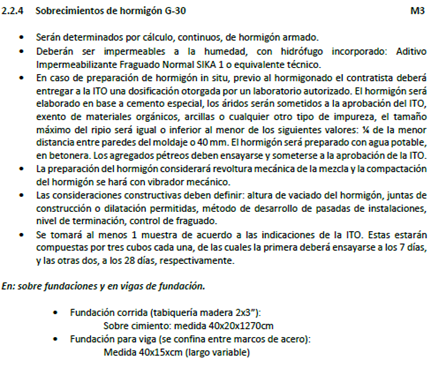 2.2.4 Sobrecimientos de hormigón G-30 M3
• Serán determinados por cálculo, continuos, de hormigón armado.
• Deberán ser impermeables a la humedad, con hidrófugo incorporado: Aditivo
Impermeabilizante Fraguado Normal SIKA 1 o equivalente técnico.
• En caso de preparación de hormigón in situ, previo al hormigonado el contratista deberá
entregar a la ITO una dosificación otorgada por un laboratorio autorizado. El hormigón será
elaborado en base a cemento especial, los áridos serán sometidos a la aprobación del ITO,
exento de materiales orgánicos, arcillas o cualquier otro tipo de impureza, el tamaño
máximo del ripio será igual o inferior al menor de los siguientes valores: ¼ de la menor
distancia entre paredes del moldaje o 40 mm. El hormigón será preparado con agua potable,
en betonera. Los agregados pétreos deben ensayarse y someterse a la aprobación de la ITO.
• La preparación del hormigón considerará revoltura mecánica de la mezcla y la compactación
del hormigón se hará con vibrador mecánico.
• Las consideraciones constructivas deben definir: altura de vaciado del hormigón, juntas de
construcción o dilatación permitidas, método de desarrollo de pasadas de instalaciones,
nivel de terminación, control de fraguado.
• Se tomará al menos 1 muestra de acuerdo a las indicaciones de la ITO. Estas estarán
compuestas por tres cubos cada una, de las cuales la primera deberá ensayarse a los 7 días,
y las otras dos, a los 28 días, respectivamente.
En: sobre fundaciones y en vigas de fundación.
• Fundación corrida (tabiquería madera 2x3”):
Sobre cimiento: medida 40x20x1270cm
• Fundación para viga (se confina entre marcos de acero):
Medida 40x15xcm (largo variable)